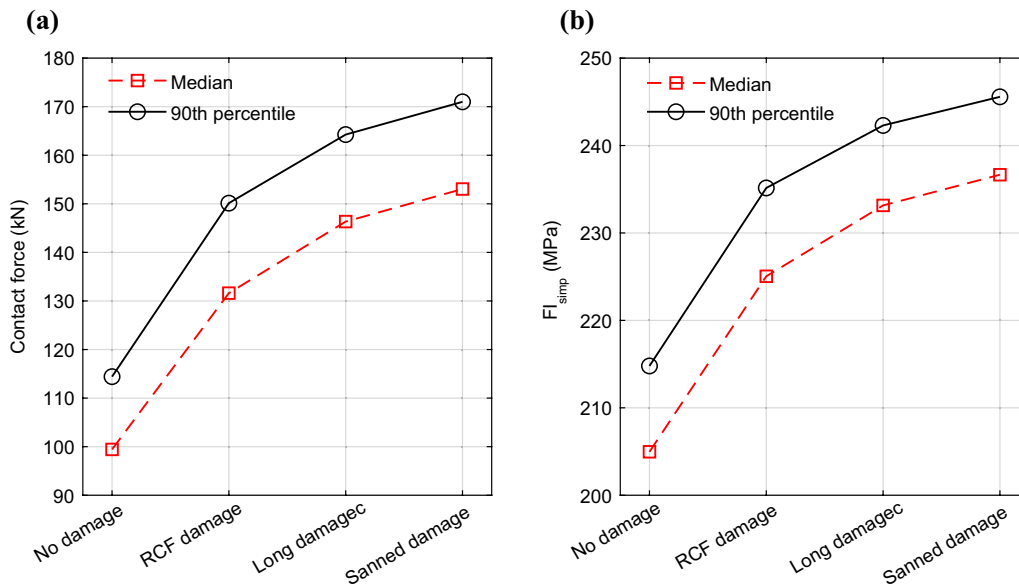 (a)
180
170
160
150
140
130
120
110
100
90
Contact force (kN)
Median
90th percentile
No damage
RCF damage
Long damagec
Sanned damage
(b)
250
240
230
220
210
200
FI_simp (MPa)
Median
90th percentile
No damage
RCF damage
Long damagec
Sanned damage